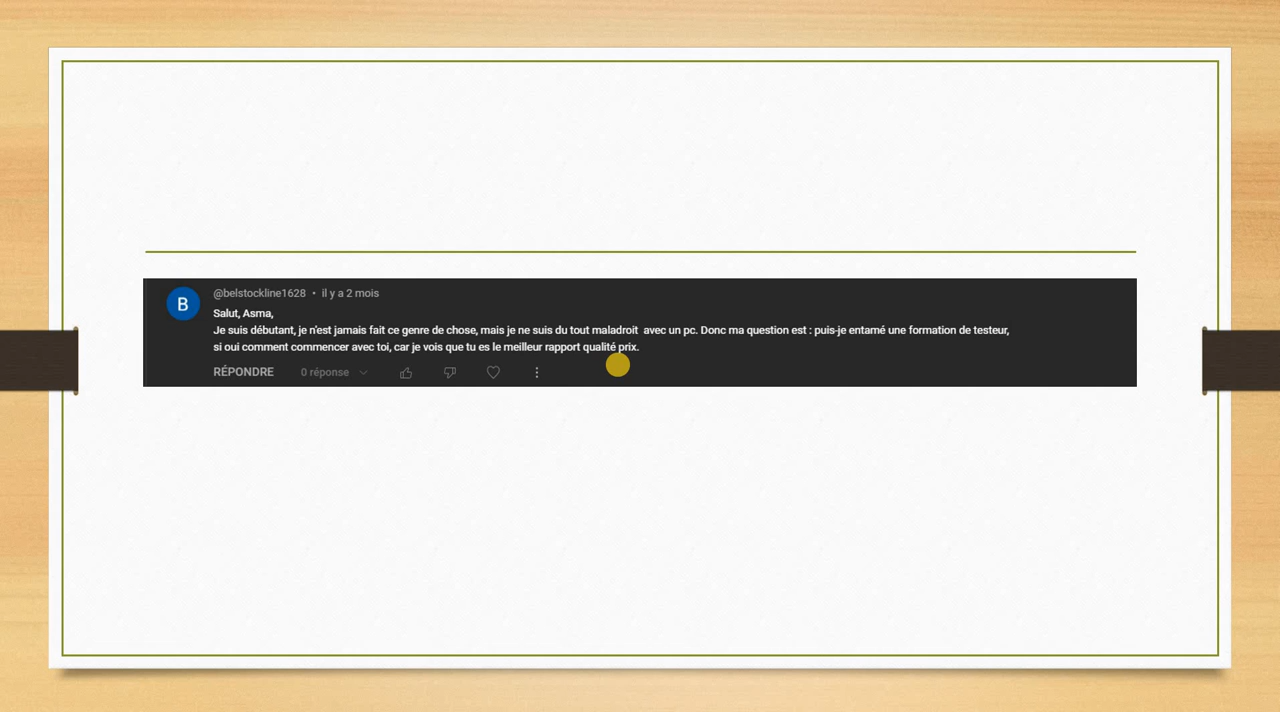 B
@belstockline1628 • il y a 2 mois
Salut, Asma,
Je suis débutant, je n'est jamais fait ce genre de chose, mais je ne suis du tout maladroit avec un pc. Donc ma question est : puis-je entamé une formation de testeur,
si oui comment commencer avec toi, car je vois que tu es le meilleur rapport qualité prix.
RÉPONDRE 0 réponse